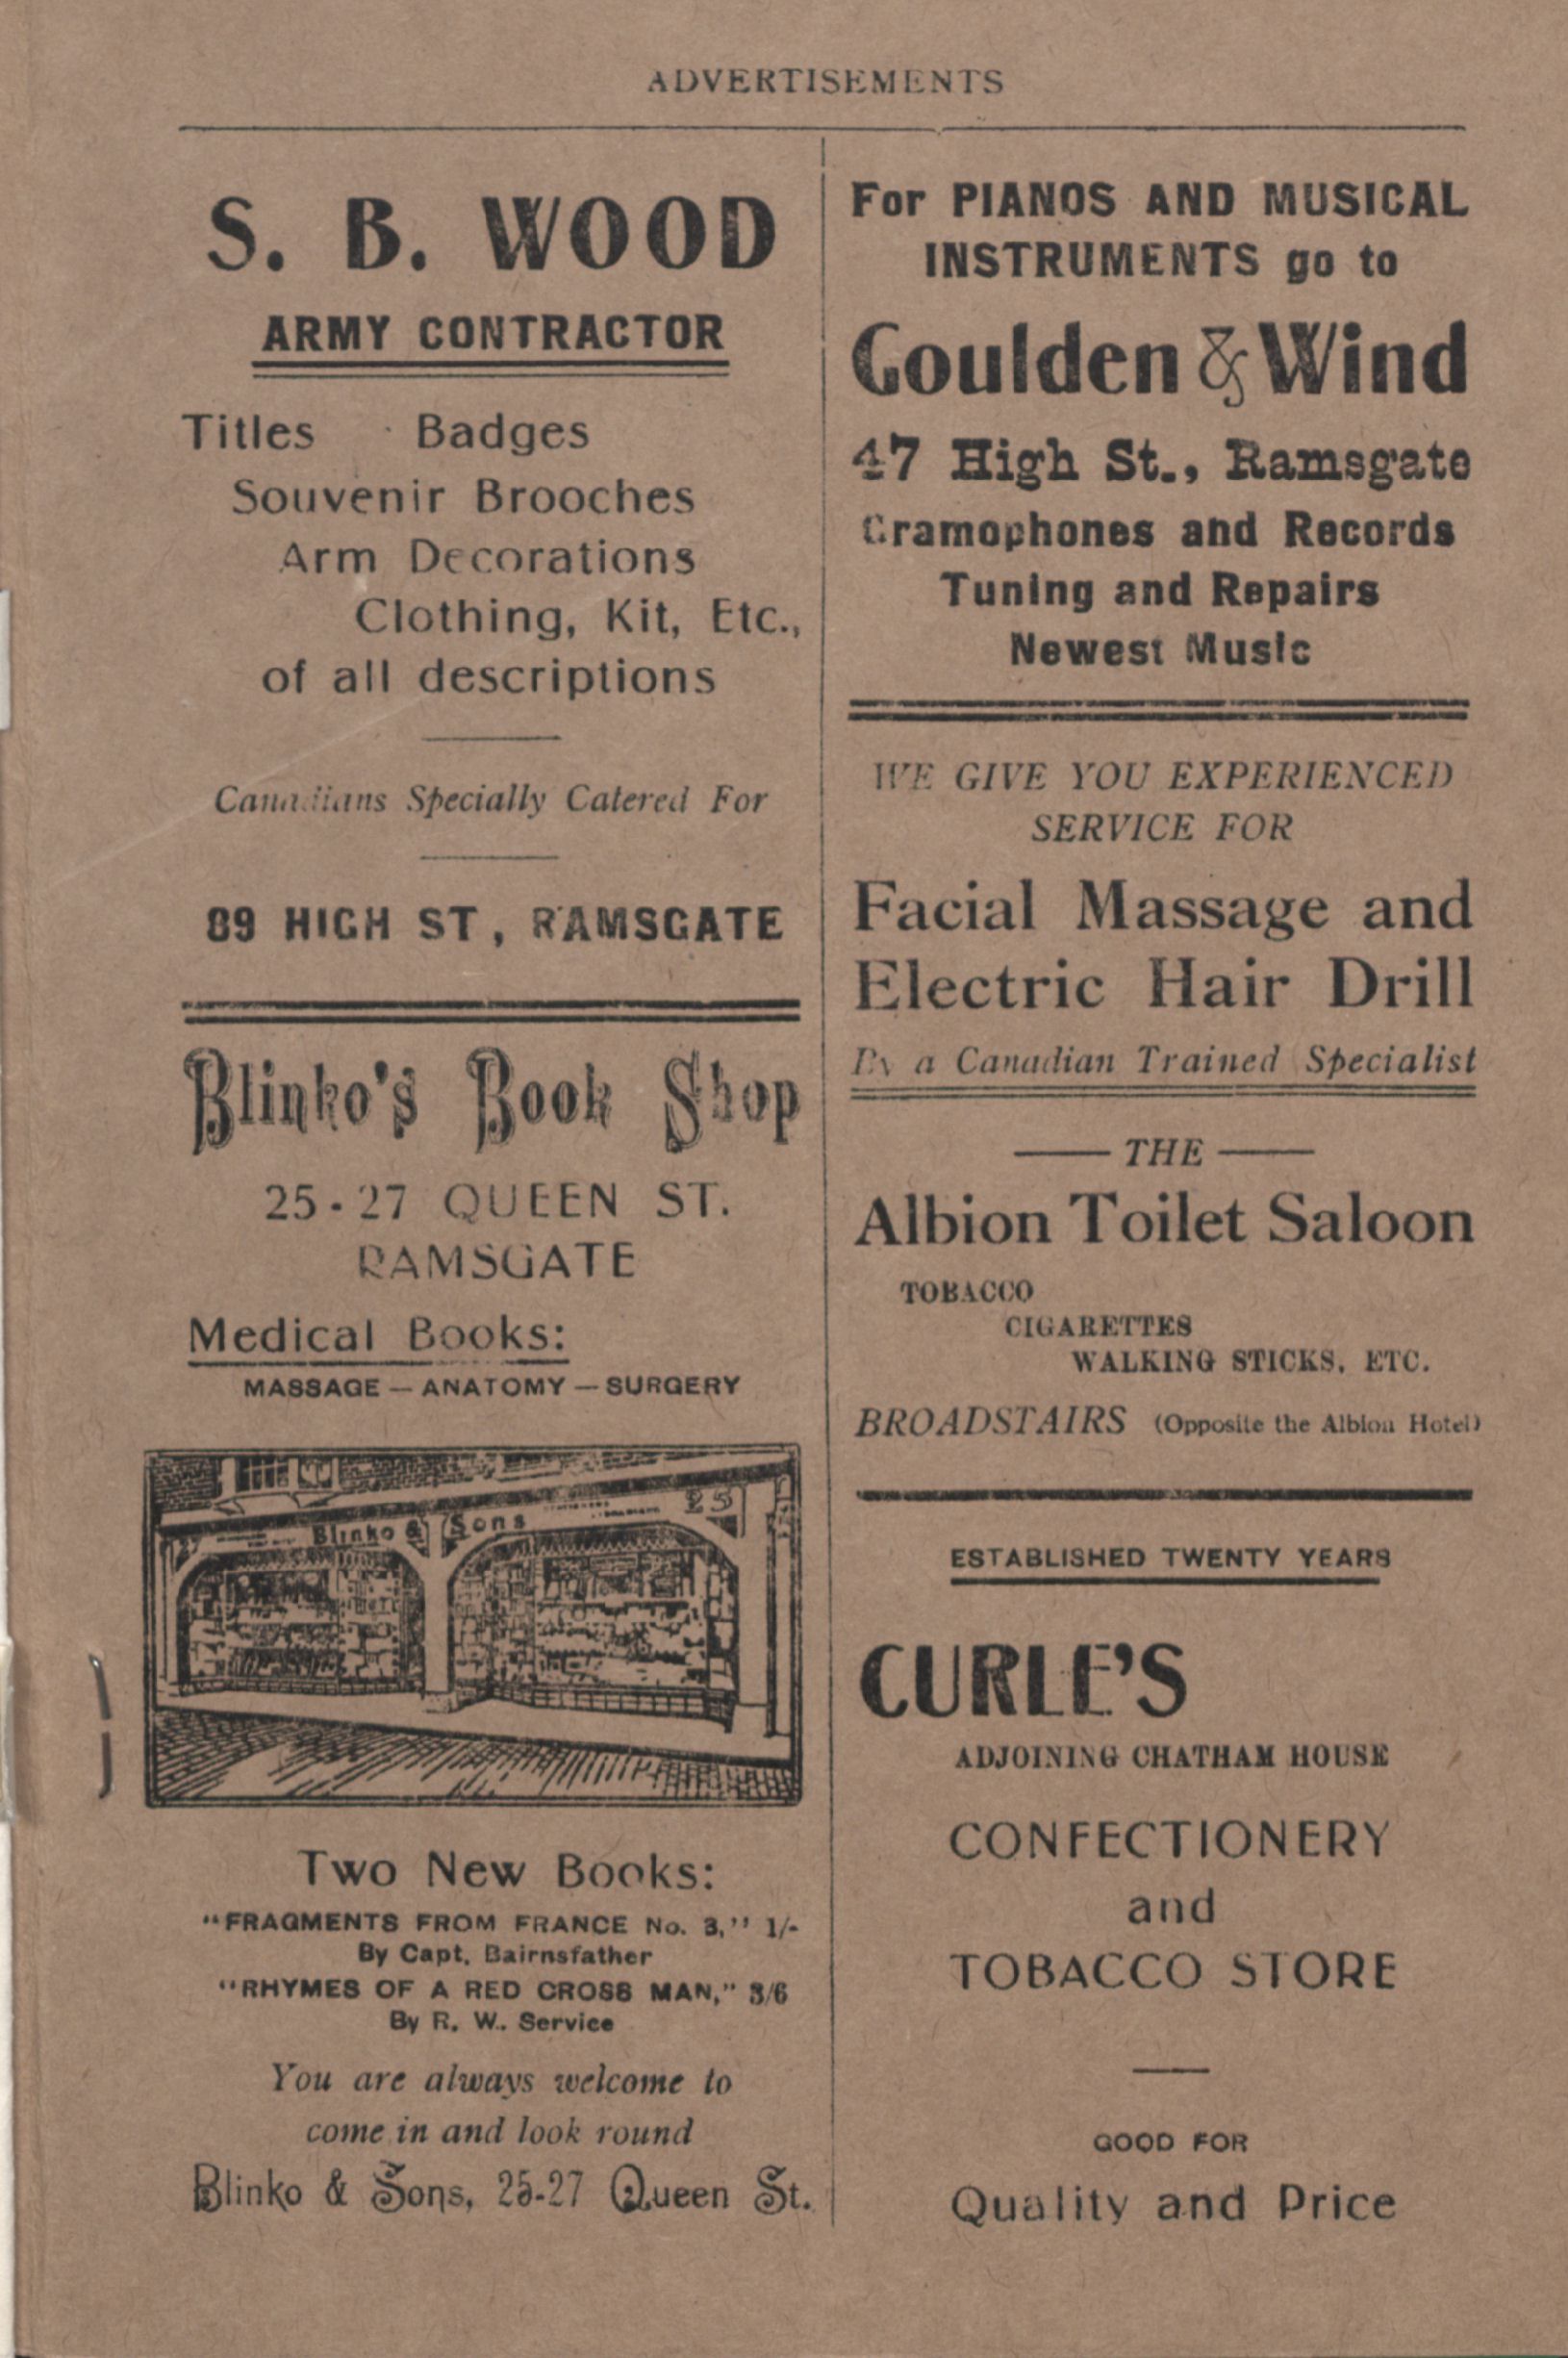 ADVERTISEMENTS
S. B. WOOD
ARMY CONTRACTOR
Titles Badges
Souvenir Brooches
Arm Decorations
Clothing, Kit, Etc.,
of all descriptions
Canadians Specially Catered For
89 HIGH ST, RAMSGATE
Blinko's Book Shop
25-27 QUEEN ST.
RAMSGATE
Medical Books:
MASSAGE — ANATOMY — SURGERY
Blinko & Sons 25
Two New Books:
"FRAGMENTS FROM FRANCE No. 3," 1/-
By Capt. Bairnsfather
"RHYMES OF A RED CROSS MAN," 3/6
By R. W. Service
You are always welcome to
come in and look round
Blinko & Sons, 25-27 Queen St.
For PIANOS AND MUSICAL
INSTRUMENTS go to
Goulden & Wind
47 High St., Ramsgate
Gramophones and Records
Tuning and Repairs
Newest Music
WE GIVE YOU EXPERIENCED
SERVICE FOR
Facial Massage and
Electric Hair Drill
By a Canadian Trained Specialist
— THE —
Albion Toilet Saloon
TOBACCO
CIGARETTES
WALKING STICKS, ETC.
BROADSTAIRS (Opposite the Albion Hotel)
ESTABLISHED TWENTY YEARS
CURLE'S
ADJOINING CHATHAM HOUSE
CONFECTIONERY
and
TOBACCO STORE
GOOD FOR
Quality and Price